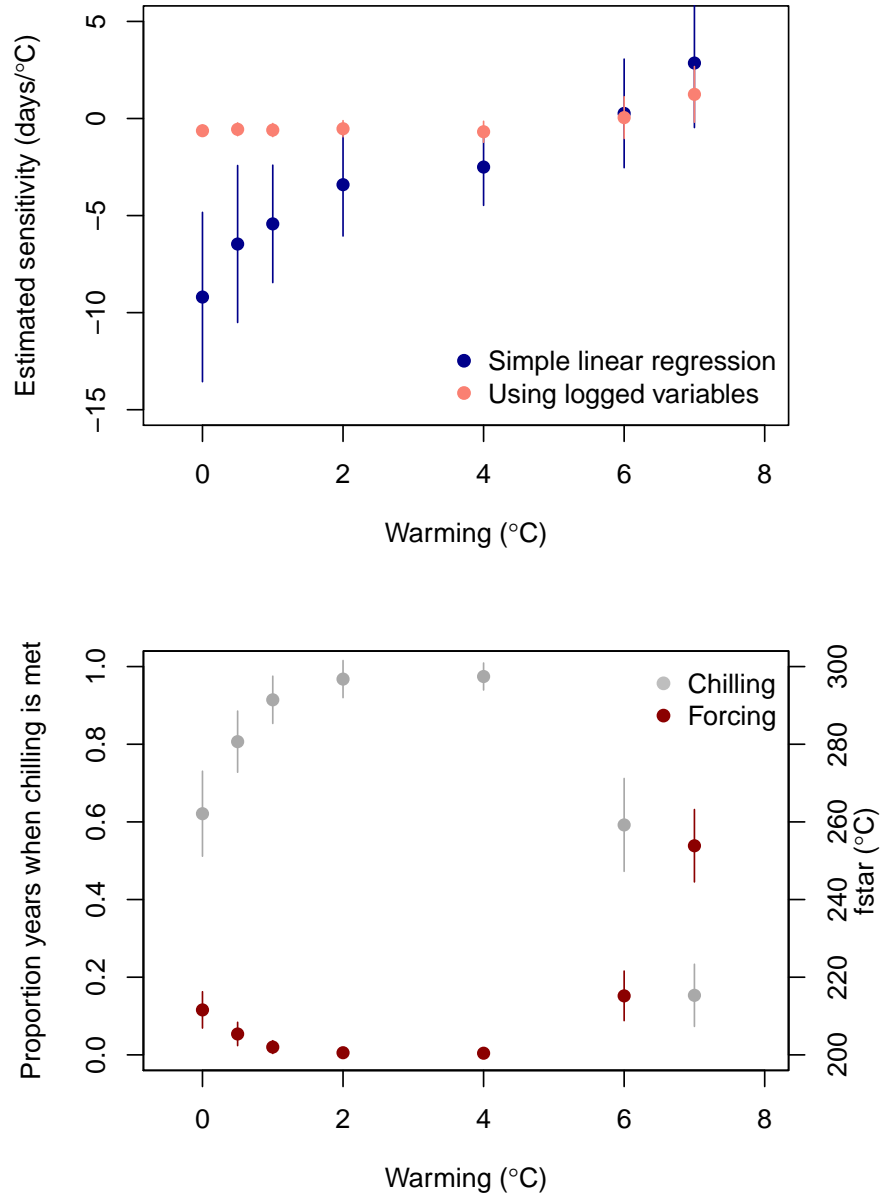 Estimated sensitivity (days/°C)
5
0
−5
−10
−15
Simple linear regression
Using logged variables
0 2 4 6 8
Warming (°C)
Proportion years when chilling is met
1.0
0.8
0.6
0.4
0.2
0.0
Chilling
Forcing
300
280
260
240
220
200
fstar (°C)
0 2 4 6 8
Warming (°C)